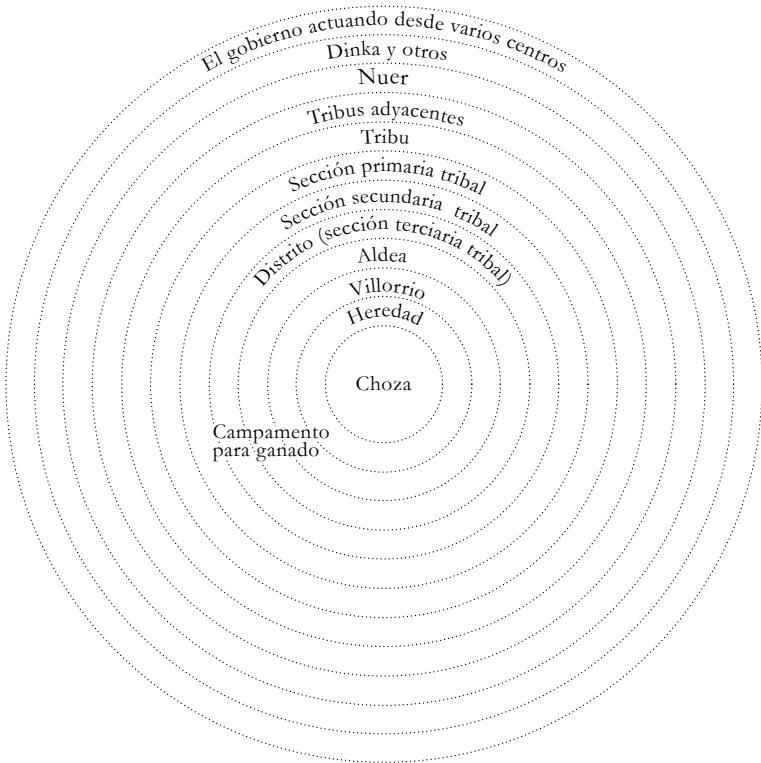 El gobierno actuando desde varios centros
Dinka y otros
Nuer
Tribus adyacentes
Tribu
Sección primaria tribal
Sección secundaria tribal
Distrito (sección terciaria tribal)
Aldea
Villorrio
Heredad
Choza
Campamento
para ganado